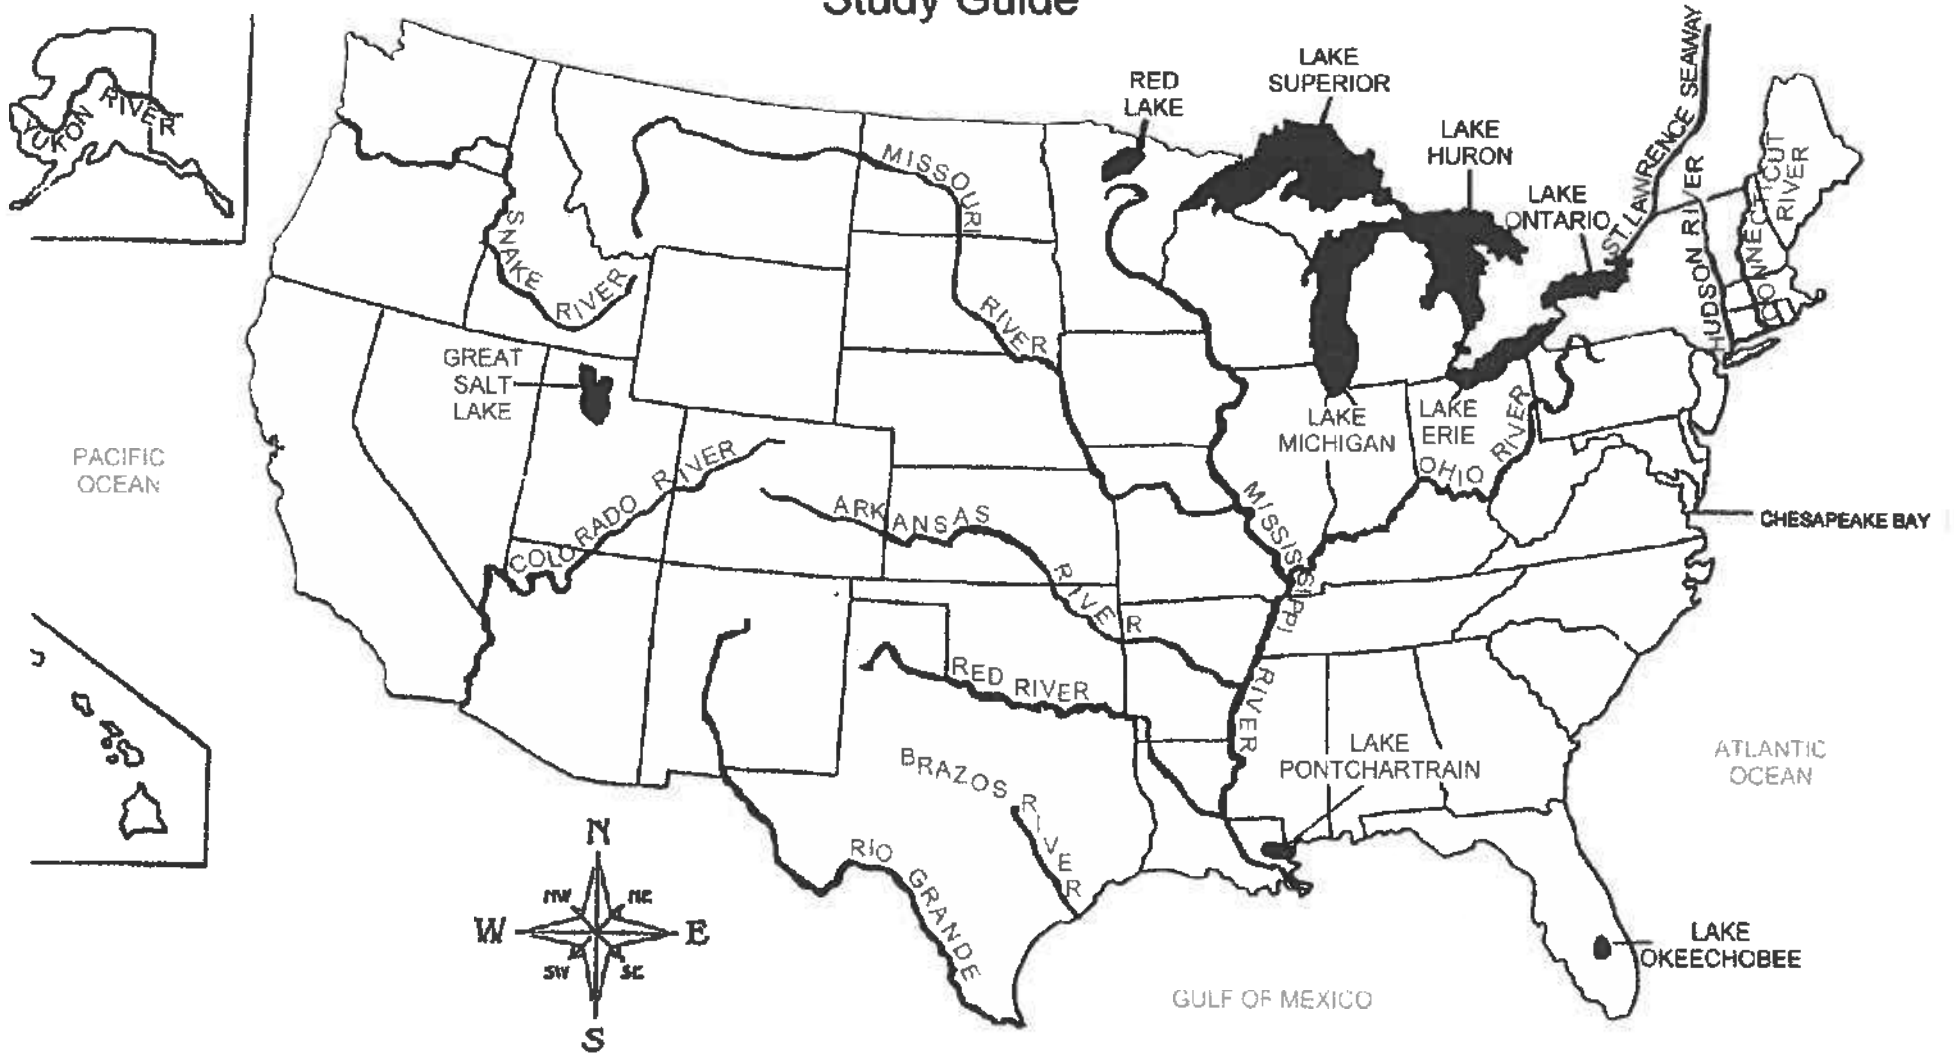 Study Guide
YUKON RIVER
RED
LAKE
LAKE
SUPERIOR
LAKE
HURON
LAKE
ONTARIO
ST. LAWRENCE SEAWAY
HUDSON RIVER
CONNECTICUT
RIVER
MISSOURI
RIVER
SNAKE
RIVER
GREAT
SALT
LAKE
LAKE
MICHIGAN
LAKE
ERIE
OHIO RIVER
PACIFIC
OCEAN
COLORADO RIVER
ARKANSAS
RIVER
MISSISSIPPI
RIVER
CHESAPEAKE BAY
RED RIVER
BRAZOS RIVER
LAKE
PONTCHARTRAIN
ATLANTIC
OCEAN
RIO GRANDE
N
NW NE
W E
SW SE
S
LAKE
OKEECHOBEE
GULF OF MEXICO